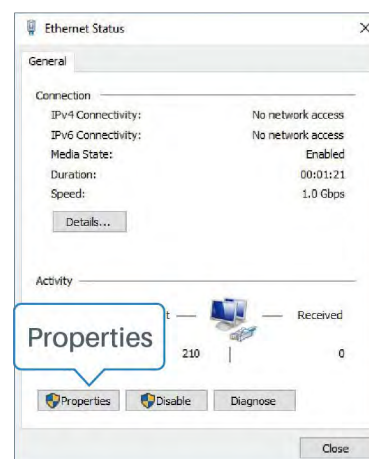 Ethernet Status
General
Connection
IPv4 Connectivity: No network access
IPv6 Connectivity: No network access
Media State: Enabled
Duration: 00:01:21
Speed: 1.0 Gbps
Details...
Activity
Received
Properties
210 0
Properties Disable Diagnose
Close